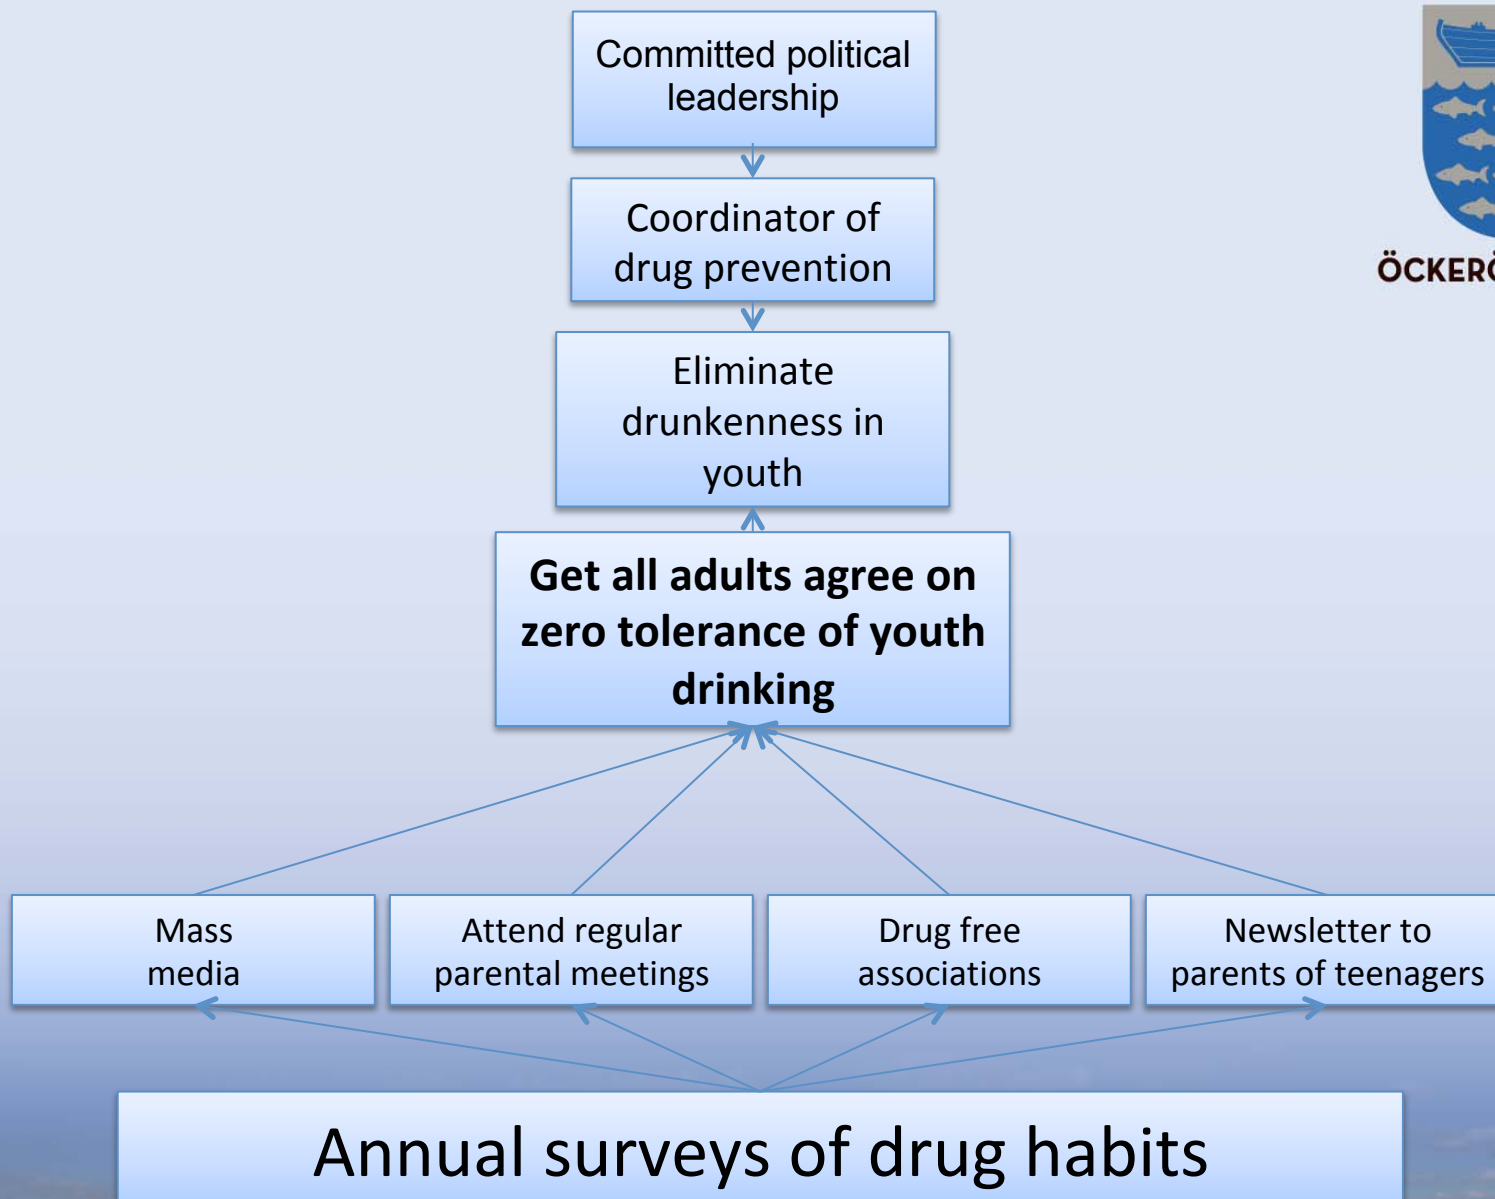 Committed political
leadership
Coordinator of
drug prevention
Eliminate
drunkenness in
youth
Get all adults agree on
zero tolerance of youth
drinking
Mass
media
Attend regular
parental meetings
Drug free
associations
Newsletter to
parents of teenagers
Annual surveys of drug habits